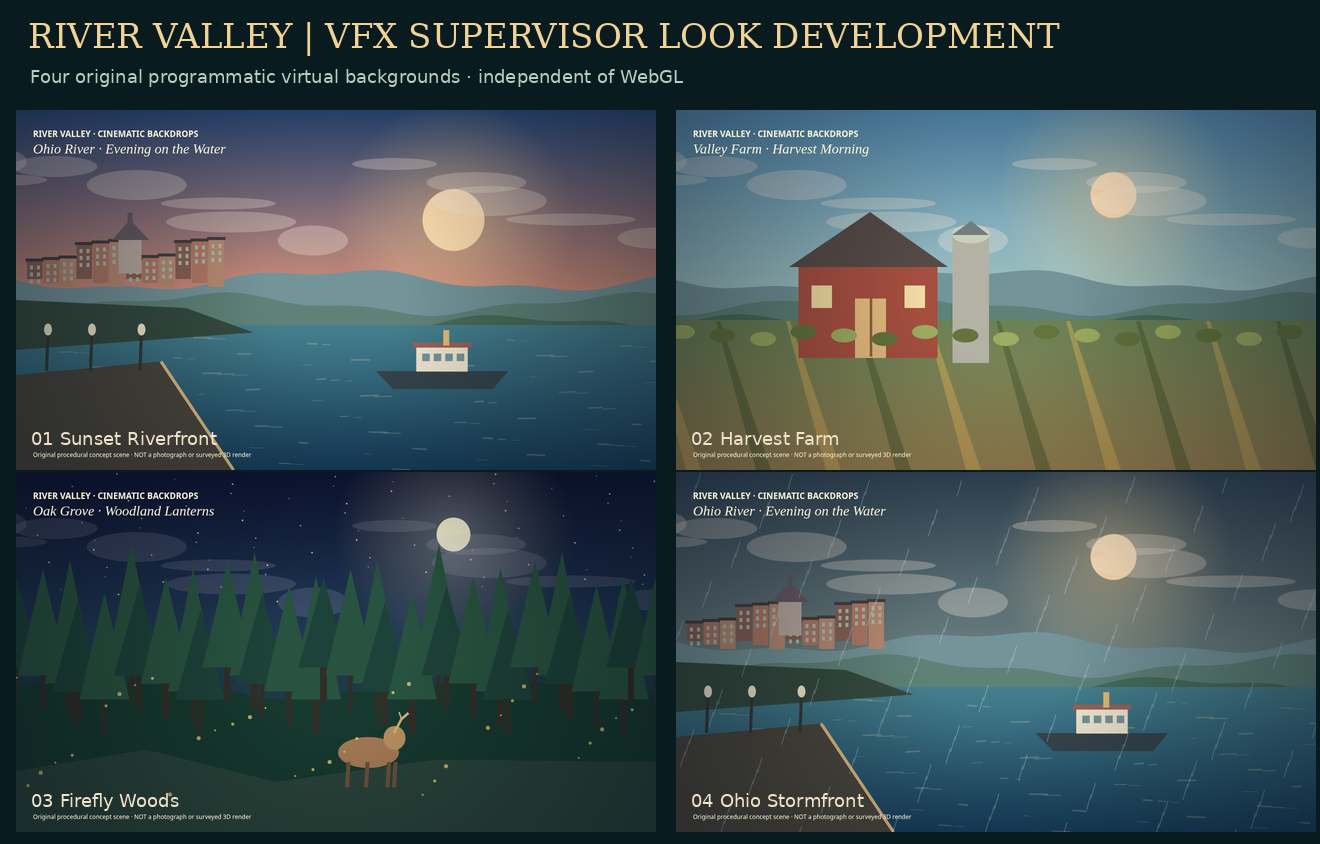 RIVER VALLEY | VFX SUPERVISOR LOOK DEVELOPMENT
Four original programmatic virtual backgrounds · independent of WebGL
RIVER VALLEY · CINEMATIC BACKDROPS
Ohio River · Evening on the Water
01 Sunset Riverfront
Original procedural concept scene · NOT a photograph or surveyed 3D render
RIVER VALLEY · CINEMATIC BACKDROPS
Valley Farm · Harvest Morning
02 Harvest Farm
Original procedural concept scene · NOT a photograph or surveyed 3D render
RIVER VALLEY · CINEMATIC BACKDROPS
Oak Grove · Woodland Lanterns
03 Firefly Woods
Original procedural concept scene · NOT a photograph or surveyed 3D render
RIVER VALLEY · CINEMATIC BACKDROPS
Ohio River · Evening on the Water
04 Ohio Stormfront
Original procedural concept scene · NOT a photograph or surveyed 3D render